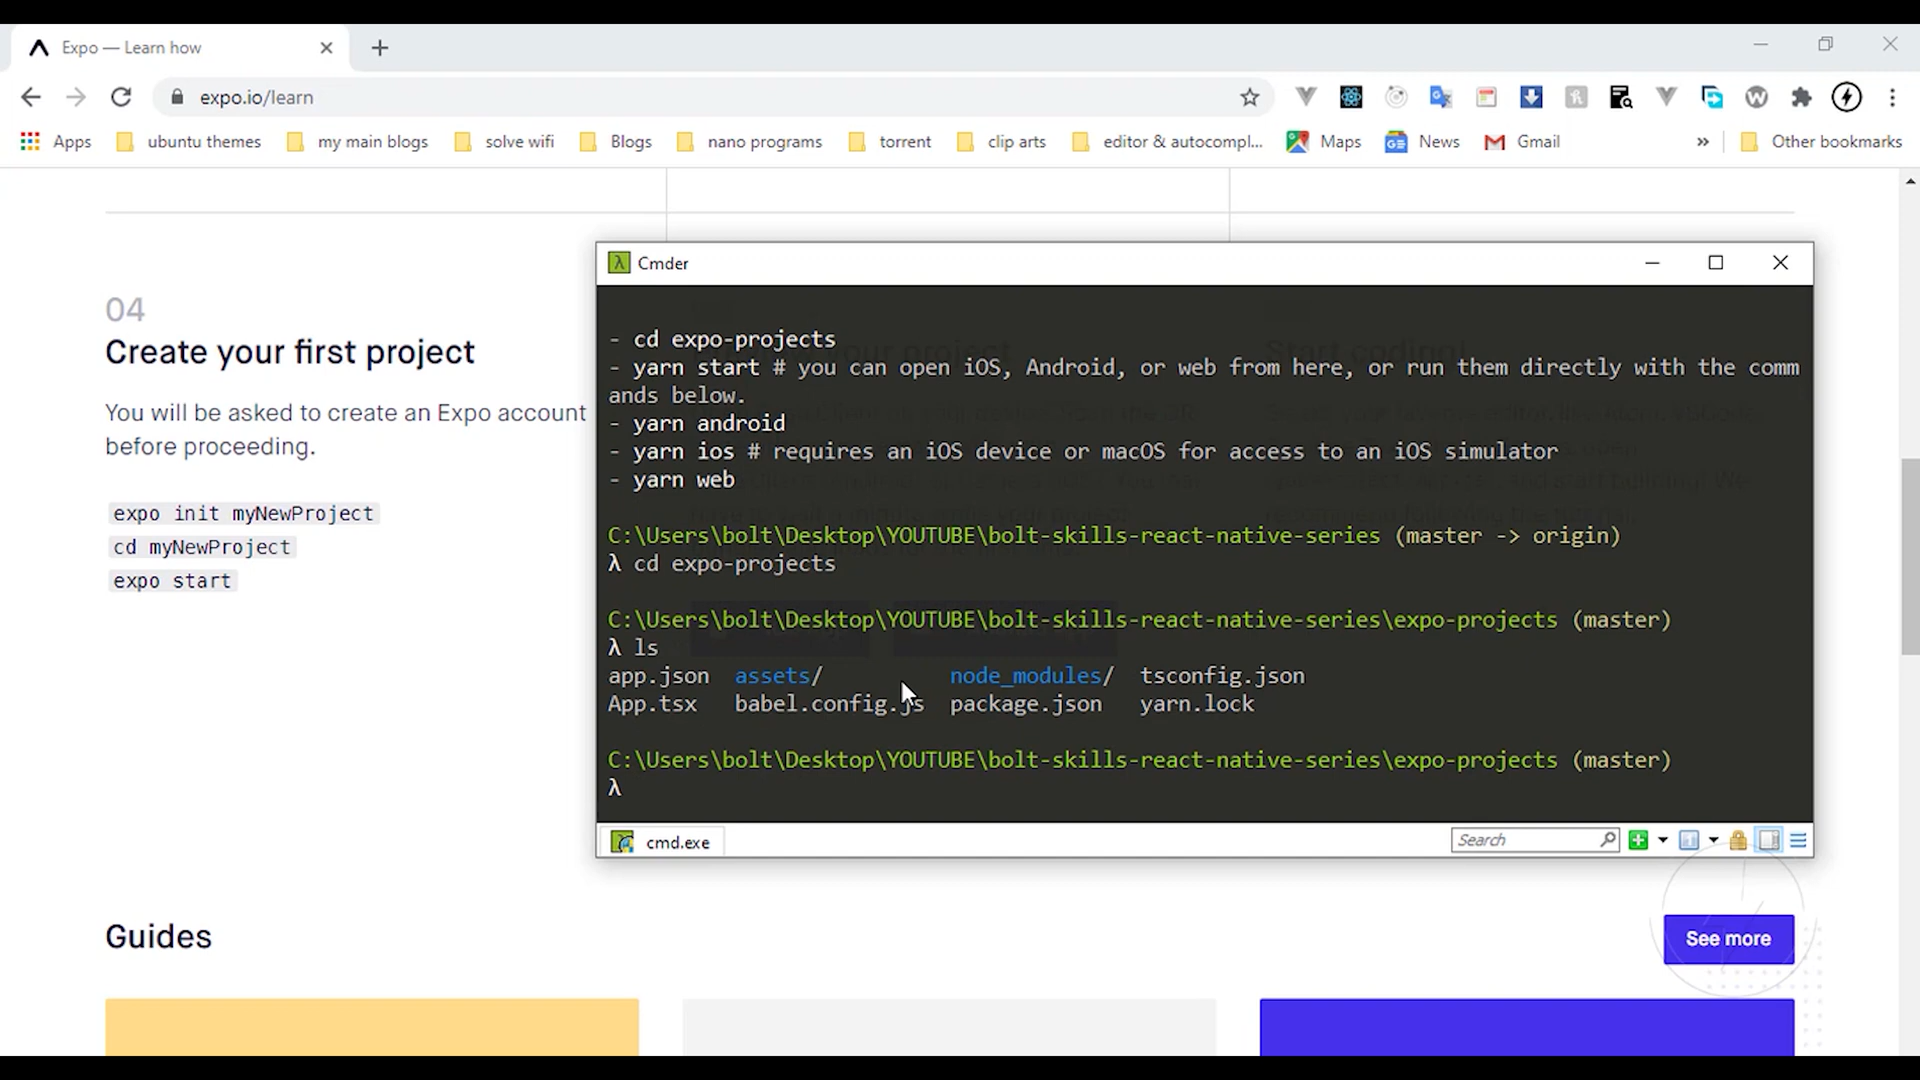 Expo — Learn how
expo.io/learn
Apps
ubuntu themes
my main blogs
solve wifi
Blogs
nano programs
torrent
clip arts
editor & autocompl...
Maps
News
Gmail
»
Other bookmarks
04
Create your first project
You will be asked to create an Expo account
before proceeding.
expo init myNewProject
cd myNewProject
expo start
Cmder
- cd expo-projects
- yarn start # you can open iOS, Android, or web from here, or run them directly with the comm
ands below.
- yarn android
- yarn ios # requires an iOS device or macOS for access to an iOS simulator
- yarn web
C:\Users\bolt\Desktop\YOUTUBE\bolt-skills-react-native-series (master -> origin)
λ cd expo-projects
C:\Users\bolt\Desktop\YOUTUBE\bolt-skills-react-native-series\expo-projects (master)
λ ls
app.json assets/ node_modules/ tsconfig.json
App.tsx babel.config.js package.json yarn.lock
C:\Users\bolt\Desktop\YOUTUBE\bolt-skills-react-native-series\expo-projects (master)
λ
cmd.exe
Search
Guides
See more